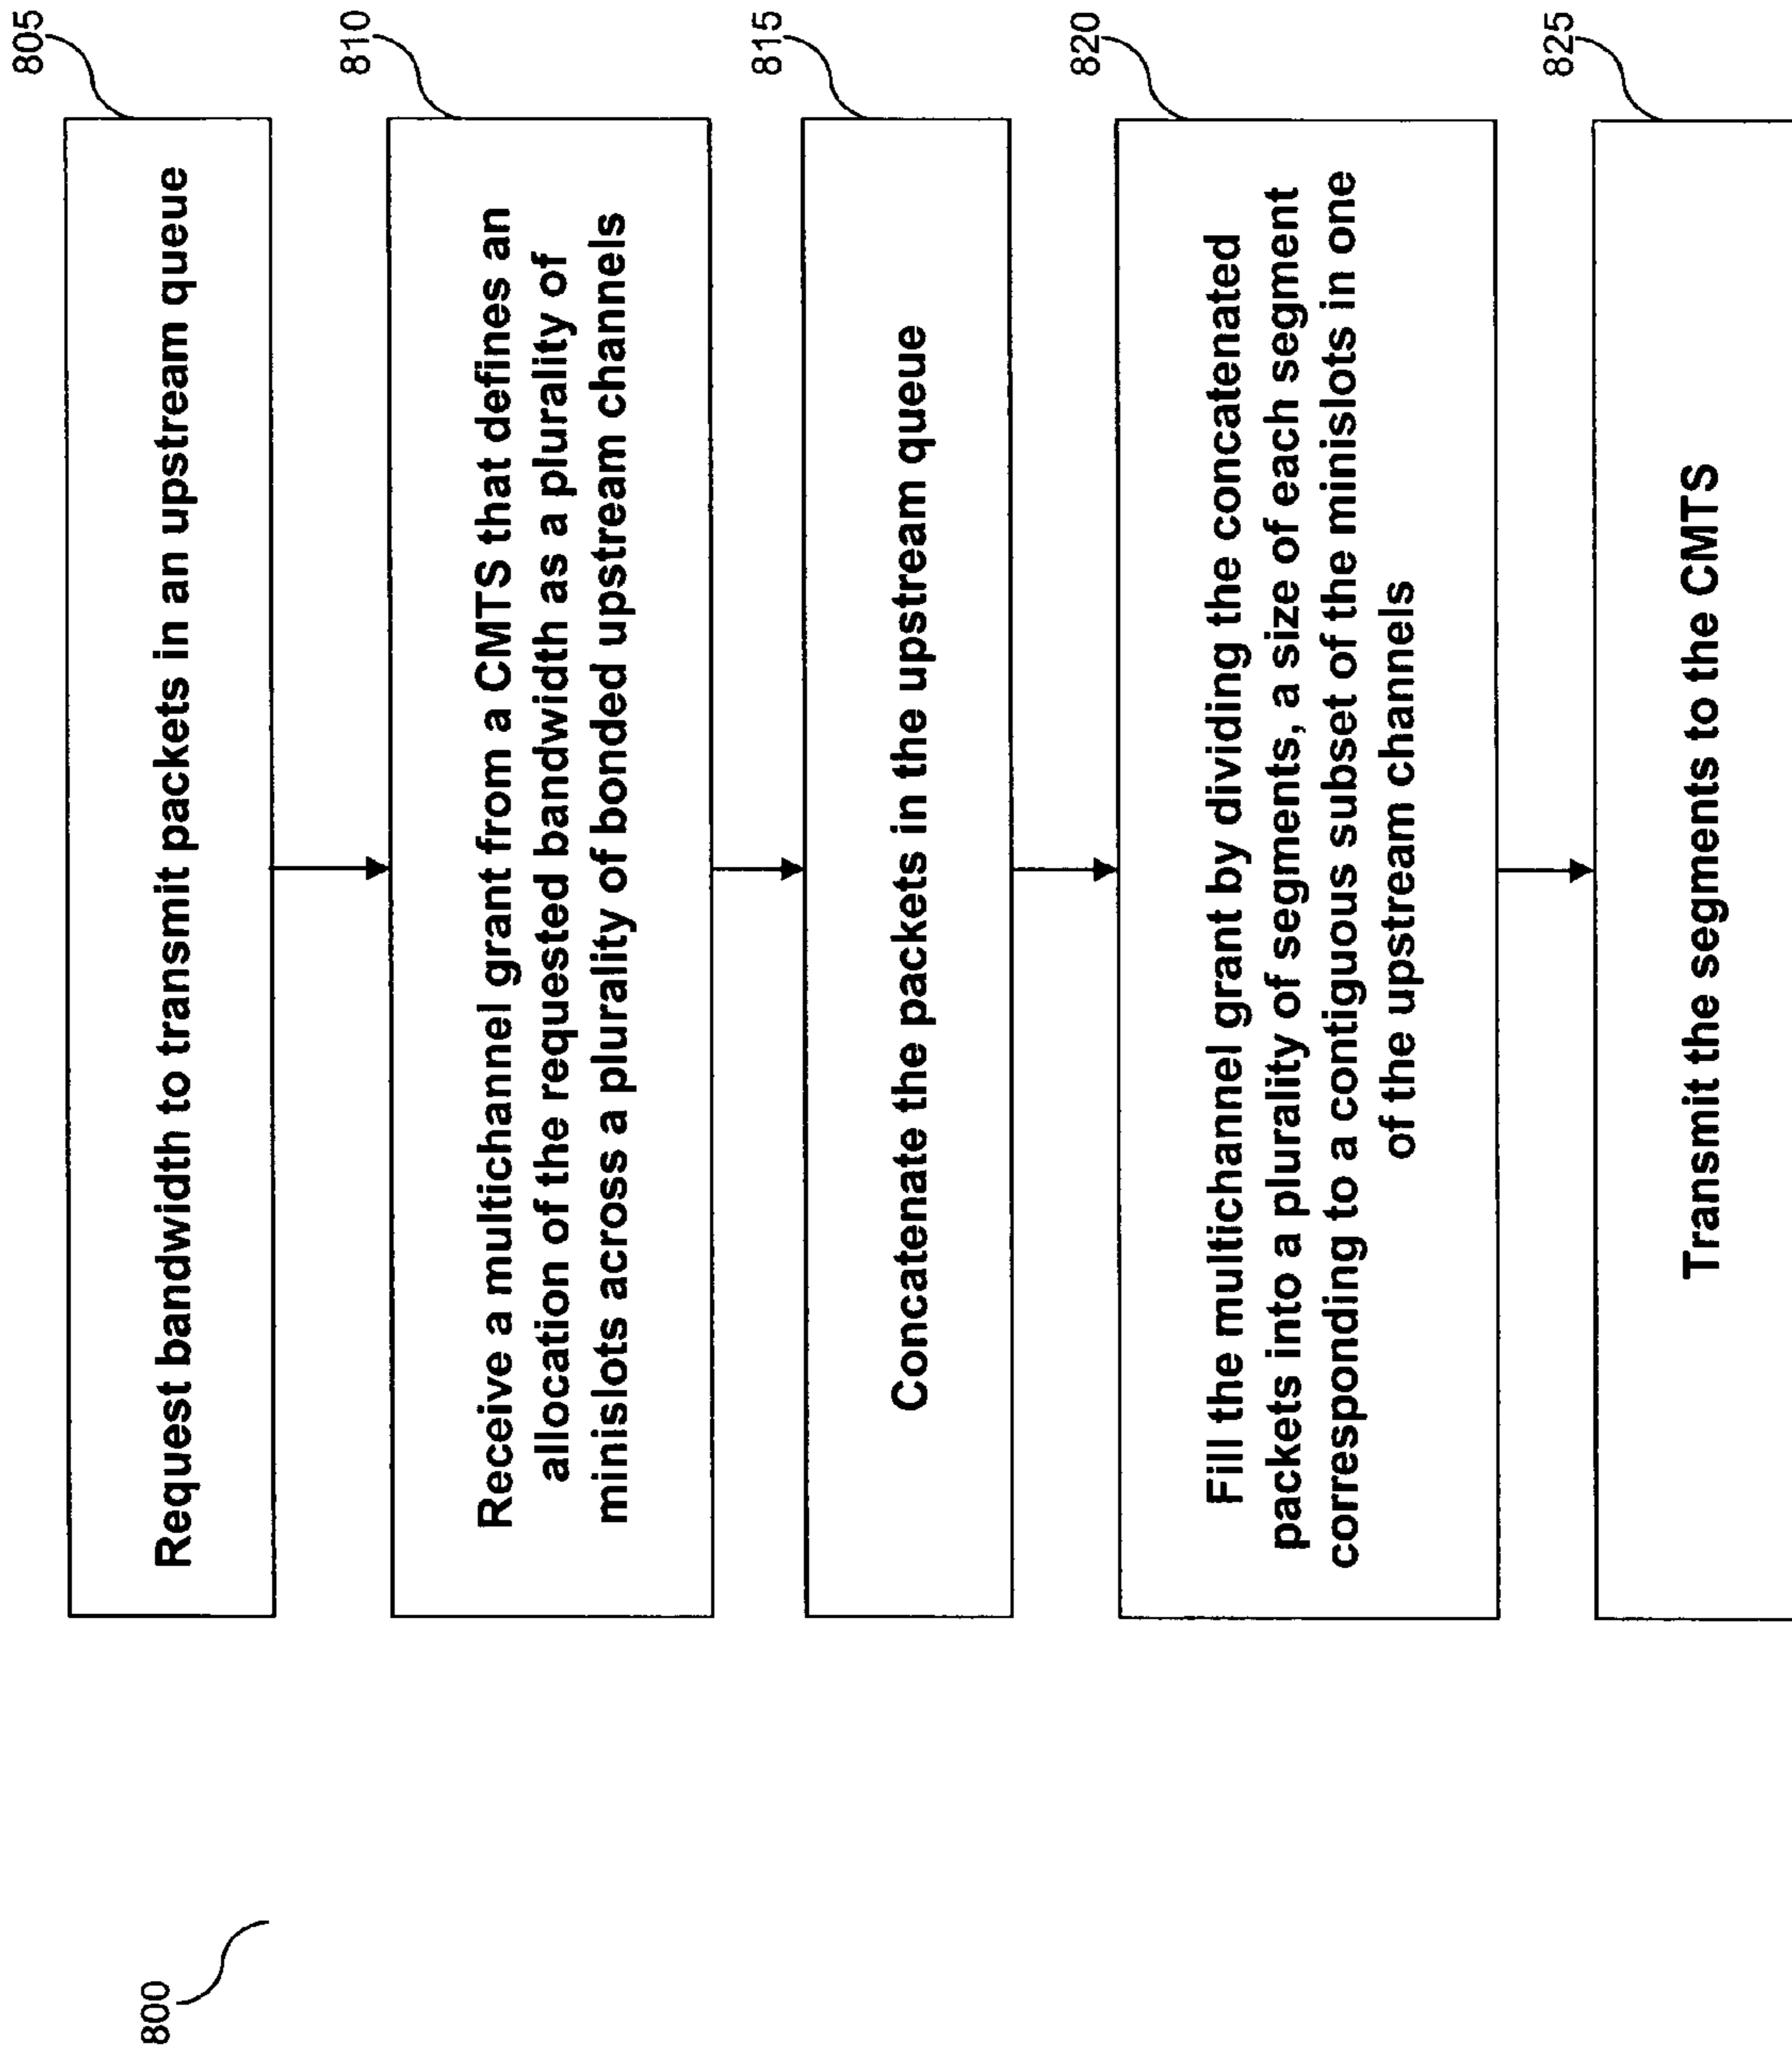 800
805
Request bandwidth to transmit packets in an upstream queue
810
Receive a multichannel grant from a CMTS that defines an
allocation of the requested bandwidth as a plurality of
minislots across a plurality of bonded upstream channels
815
Concatenate the packets in the upstream queue
820
Fill the multichannel grant by dividing the concatenated
packets into a plurality of segments, a size of each segment
corresponding to a contiguous subset of the minislots in one
of the upstream channels
825
Transmit the segments to the CMTS